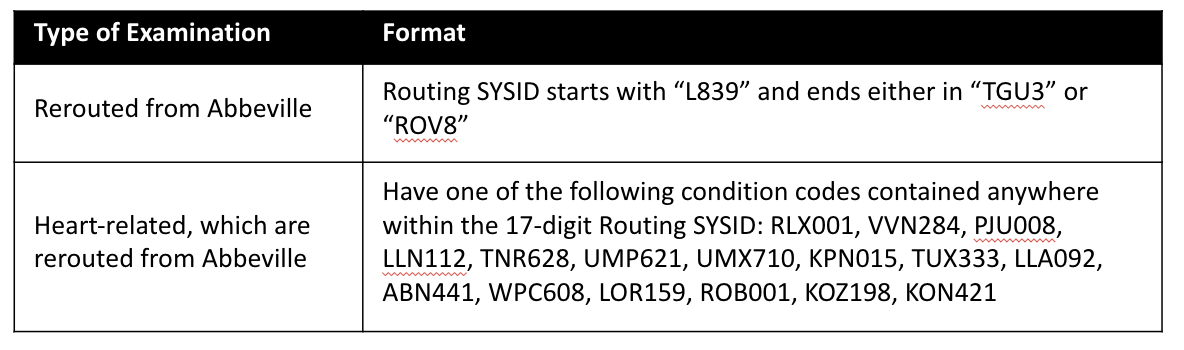 Type of Examination
Format
Rerouted from Abbeville
Routing SYSID starts with “L839” and ends either in “TGU3” or
“ROV8”
Heart-related, which are
rerouted from Abbeville
Have one of the following condition codes contained anywhere
within the 17-digit Routing SYSID: RLX001, VVN284, PJU008,
LLN112, TNR628, UMP621, UMX710, KPN015, TUX333, LLA092,
ABN441, WPC608, LOR159, ROB001, KOZ198, KON421